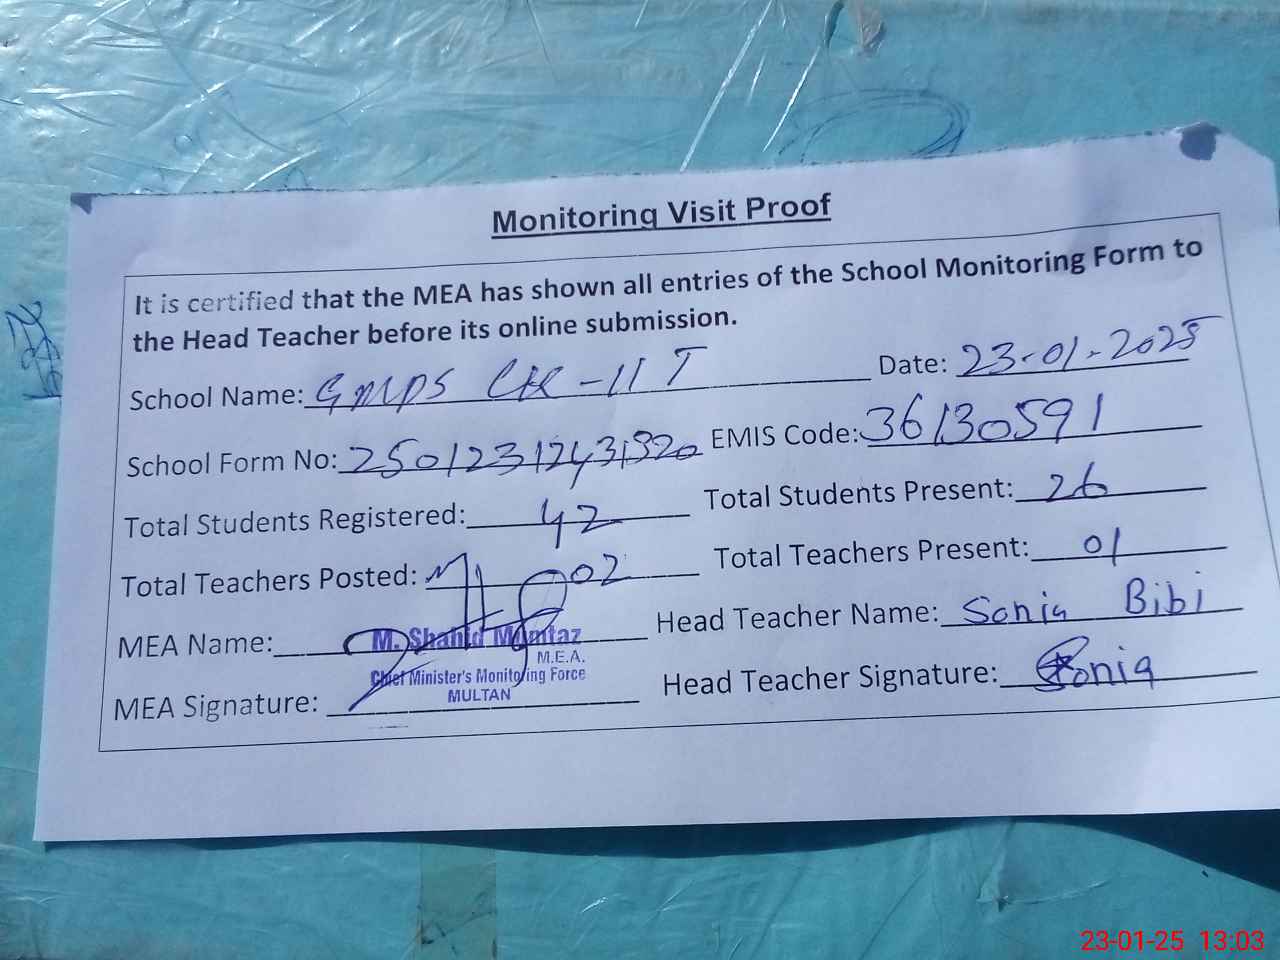 Monitoring Visit Proof
It is certified that the MEA has shown all entries of the School Monitoring Form to
the Head Teacher before its online submission.
School Name: GMPS CHK-11 T Date: 23-01-2025
School Form No: EMIS Code: 36130591
Total Students Registered: 42 Total Students Present: 26
Total Teachers Posted: 02 Total Teachers Present: 01
MEA Name: M. Shahid Mumtaz Head Teacher Name: Sonia Bibi
M.E.A.
Chief Minister's Monitoring Force
MULTAN
MEA Signature: Head Teacher Signature: Sonia
23-01-25 13:03